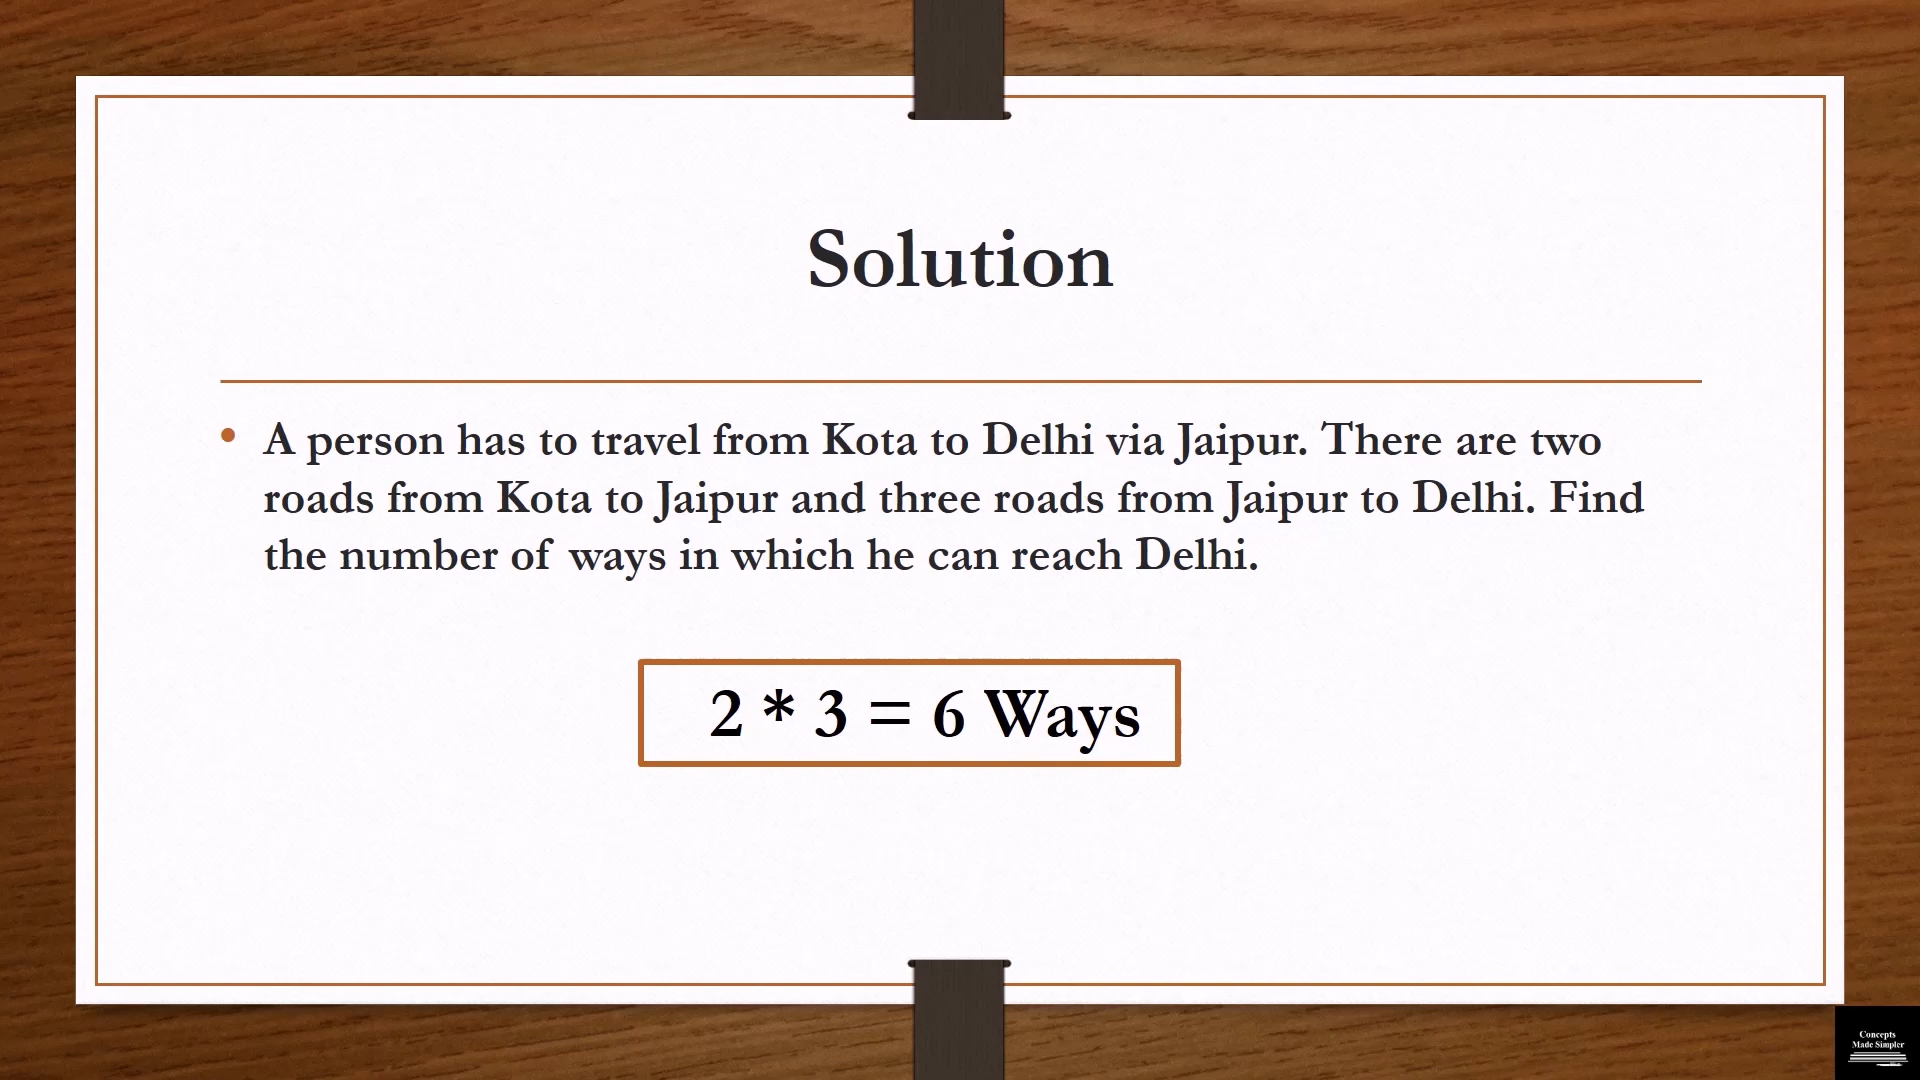 Solution
• A person has to travel from Kota to Delhi via Jaipur. There are two
roads from Kota to Jaipur and three roads from Jaipur to Delhi. Find
the number of ways in which he can reach Delhi.
2 * 3 = 6 Ways
Concepts
Made Simpler